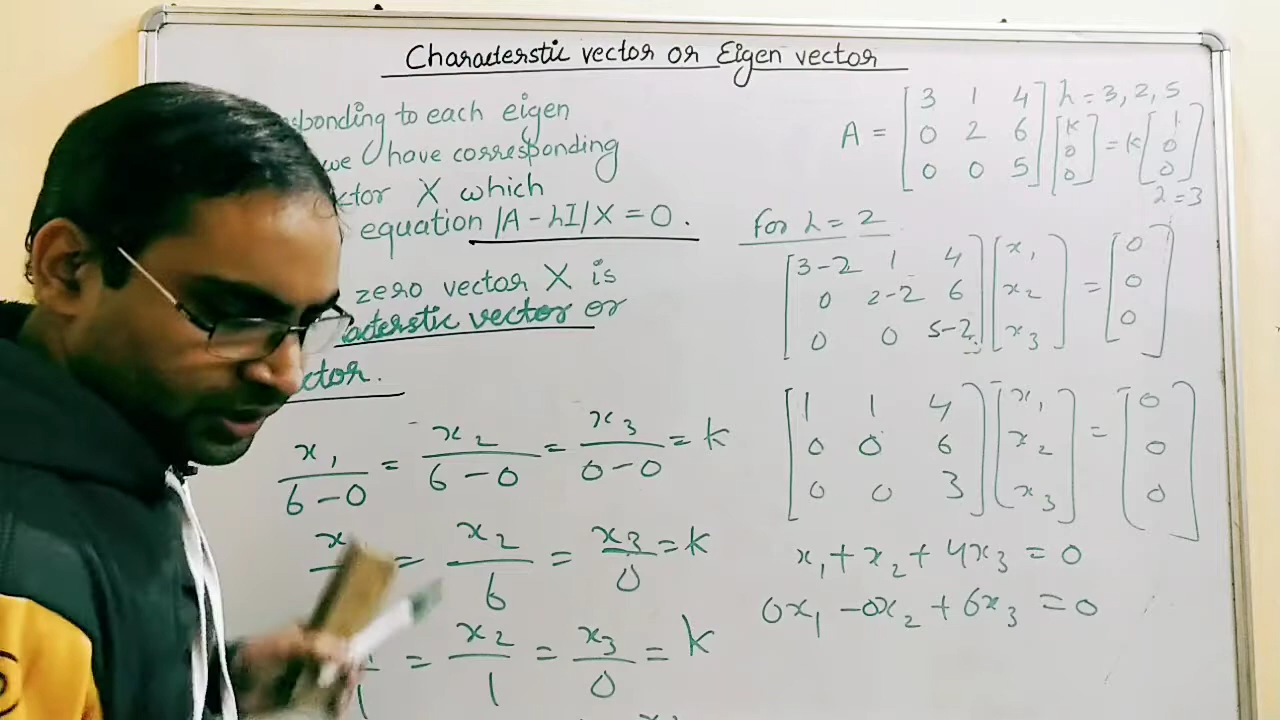 Characterstic vector or Eigen vector
sponding to each eigen
we have corresponding
ktor X which
equation |A - λI|X = 0.
zero vector X is
acterstic vector or
ctor.
x₁/(6-0) = x₂/(6-0) = x₃/(0-0) = k
x = x₂/6 = x₃/0 = k
1 = x₂/1 = x₃/0 = k
A = [3 1 4; 0 2 6; 0 0 5] λ = 3, 2, 5
[k; 0; 0] = k[1; 0; 0]
λ = 3
For λ = 2
[3-2 1 4; 0 2-2 6; 0 0 5-2] [x₁; x₂; x₃] = [0; 0; 0]
[1 1 4; 0 0 6; 0 0 3] [x₁; x₂; x₃] = [0; 0; 0]
x₁ + x₂ + 4x₃ = 0
0x₁ - 0x₂ + 6x₃ = 0